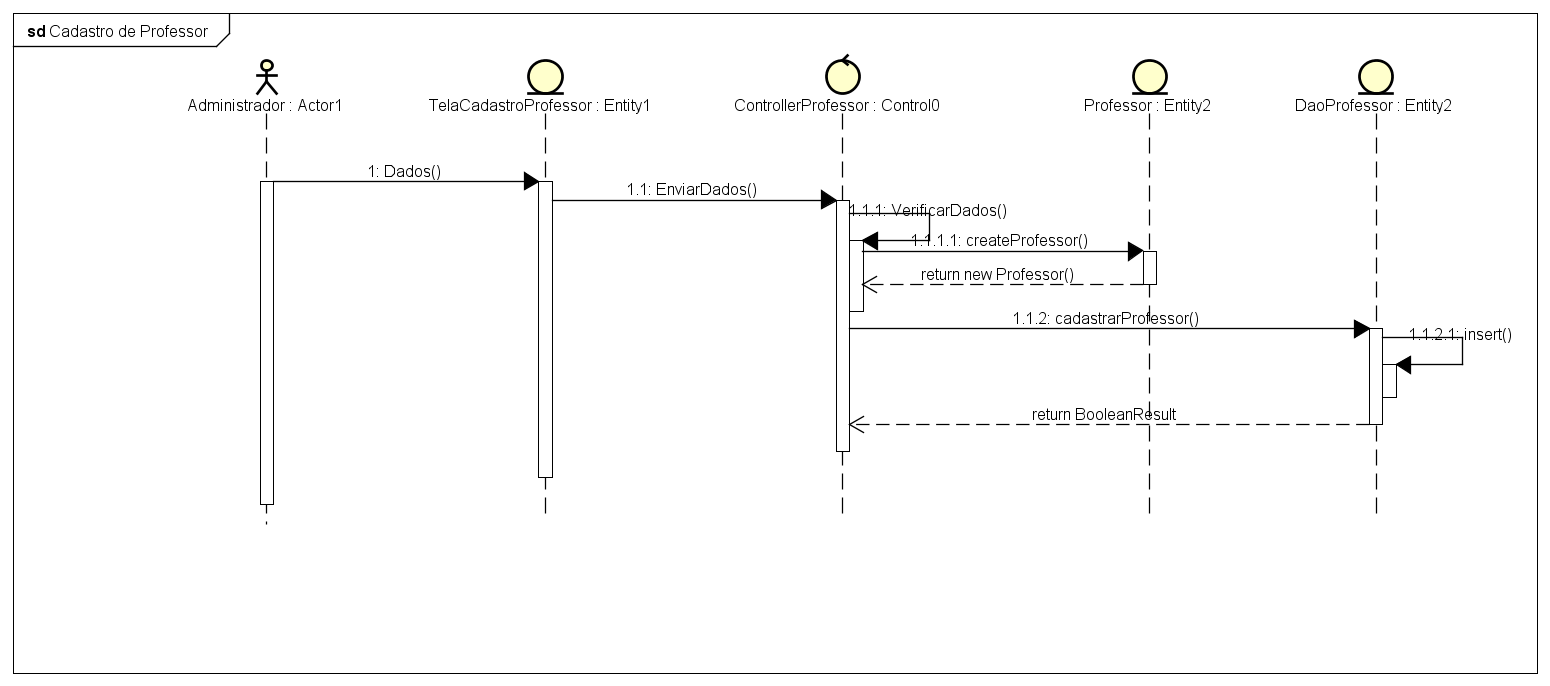 sd Cadastro de Professor
Administrador : Actor1
TelaCadastroProfessor : Entity1
ControllerProfessor : Control0
Professor : Entity2
DaoProfessor : Entity2
1: Dados()
1.1: EnviarDados()
1.1.1: VerificarDados()
1.1.1.1: createProfessor()
return new Professor()
1.1.2: cadastrarProfessor()
1.1.2.1: insert()
return BooleanResult